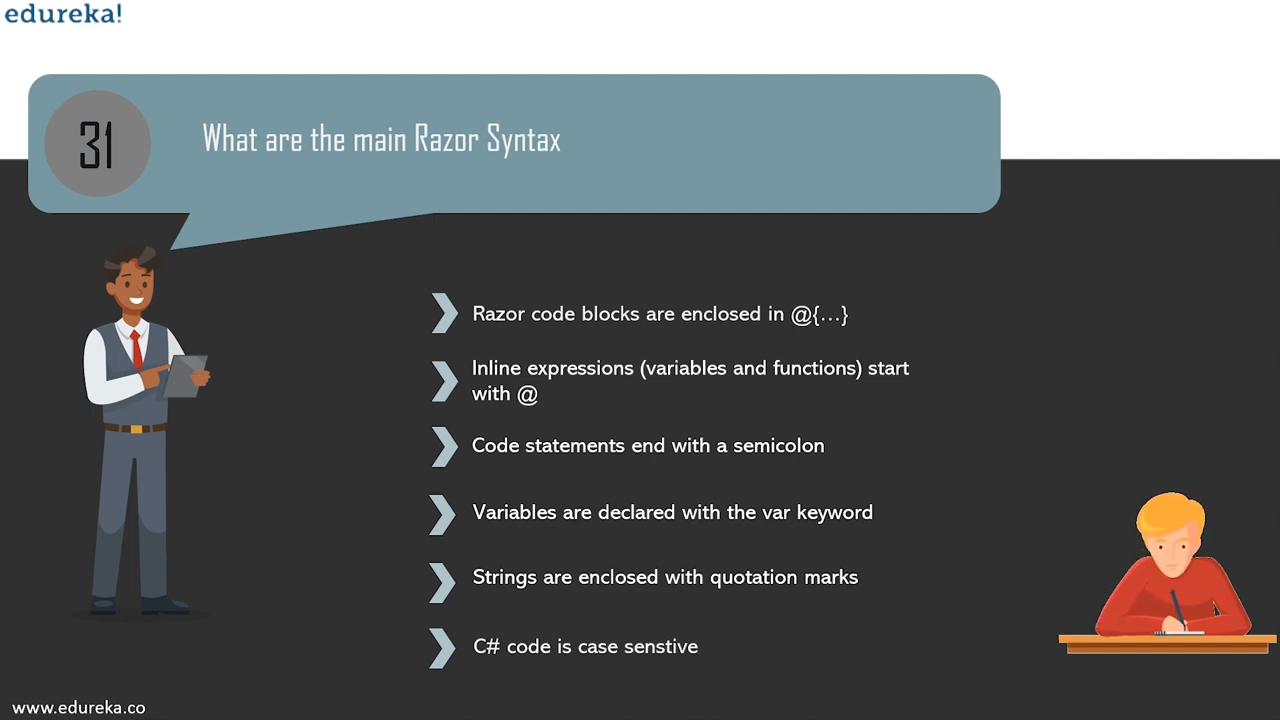 edureka!
31
What are the main Razor Syntax
Razor code blocks are enclosed in @{...}
Inline expressions (variables and functions) start
with @
Code statements end with a semicolon
Variables are declared with the var keyword
Strings are enclosed with quotation marks
C# code is case senstive
www.edureka.co